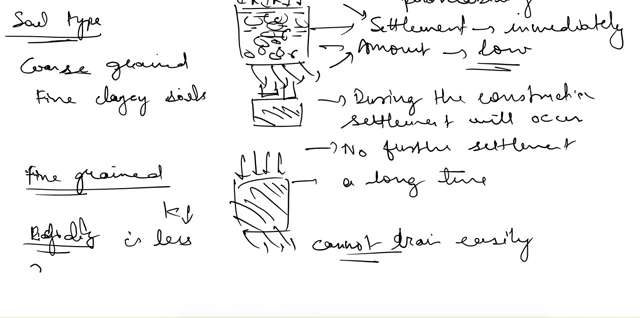 Soil type
Settlement → immediately
Amount → low
Coarse grained
Fine clayey soils
→ During the construction
settlement will occur
→ No further settlement
Fine grained
a long time
k↓
is less
cannot drain easily